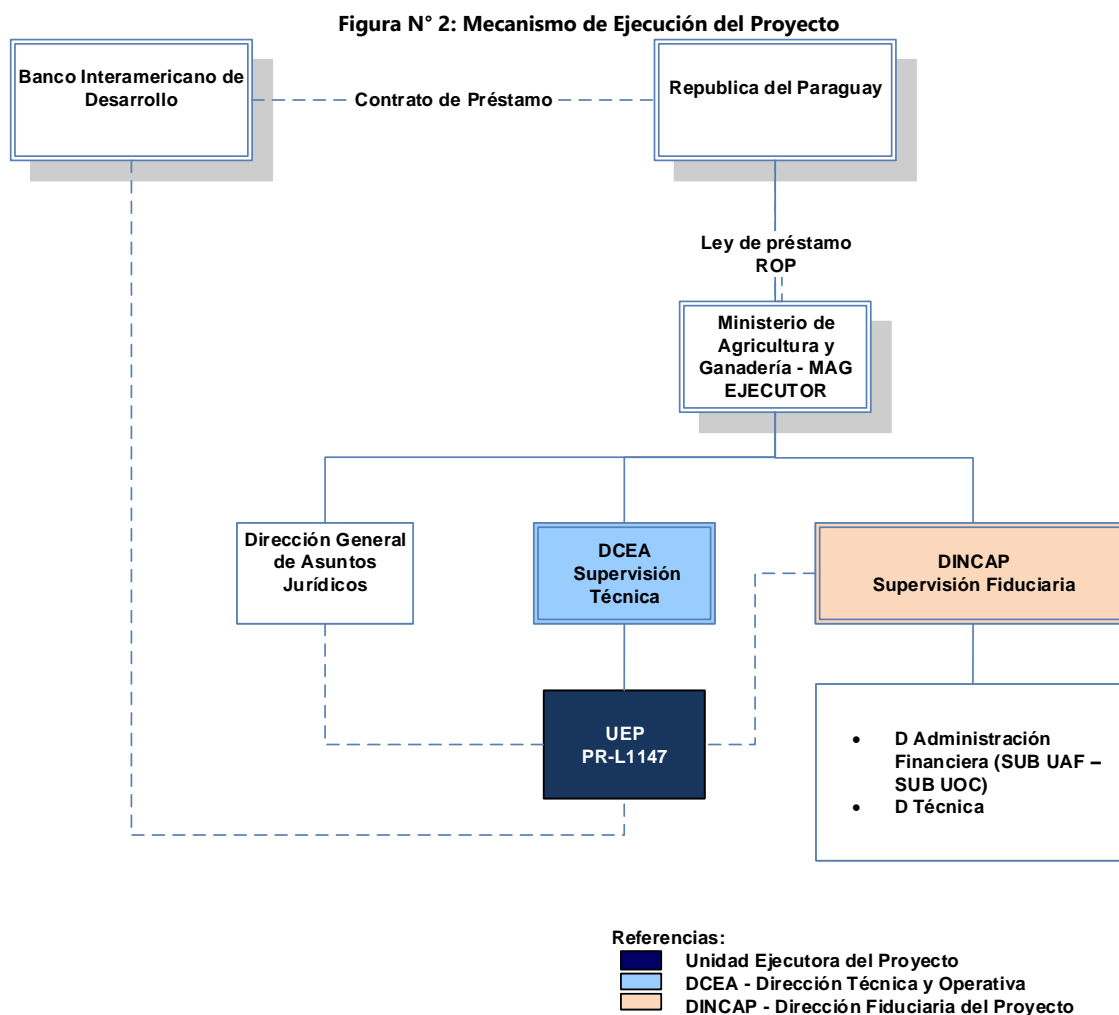 Figura N° 2: Mecanismo de Ejecución del Proyecto
Banco Interamericano de
Desarrollo
Contrato de Préstamo
Republica del Paraguay
Ley de préstamo
ROP
Ministerio de
Agricultura y
Ganadería - MAG
EJECUTOR
Dirección General
de Asuntos
Jurídicos
DCEA
Supervisión
Técnica
DINCAP
Supervisión Fiduciaria
UEP
PR-L1147
• D Administración
Financiera (SUB UAF –
SUB UOC)
• D Técnica
Referencias:
Unidad Ejecutora del Proyecto
DCEA - Dirección Técnica y Operativa
DINCAP - Dirección Fiduciaria del Proyecto